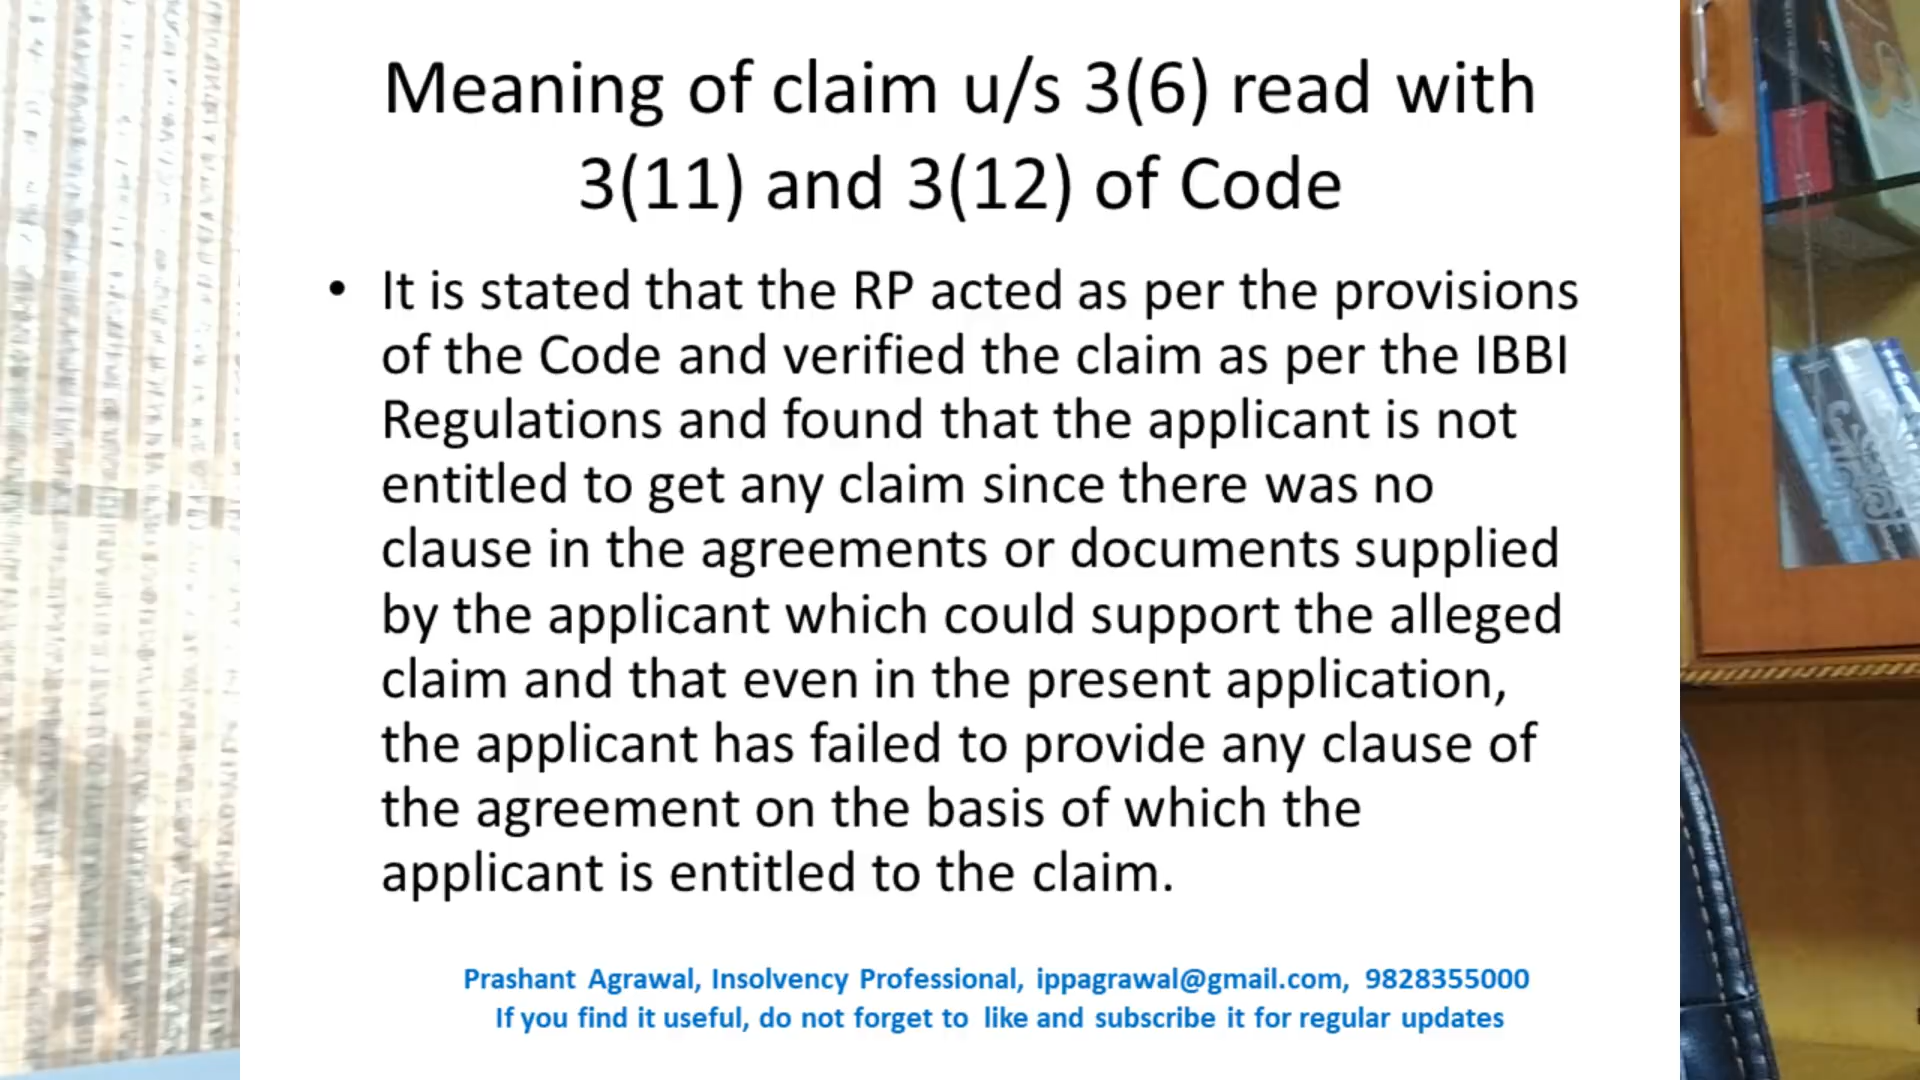 Meaning of claim u/s 3(6) read with
3(11) and 3(12) of Code
• It is stated that the RP acted as per the provisions
of the Code and verified the claim as per the IBBI
Regulations and found that the applicant is not
entitled to get any claim since there was no
clause in the agreements or documents supplied
by the applicant which could support the alleged
claim and that even in the present application,
the applicant has failed to provide any clause of
the agreement on the basis of which the
applicant is entitled to the claim.
Prashant Agrawal, Insolvency Professional, ippagrawal@gmail.com, 9828355000
If you find it useful, do not forget to like and subscribe it for regular updates